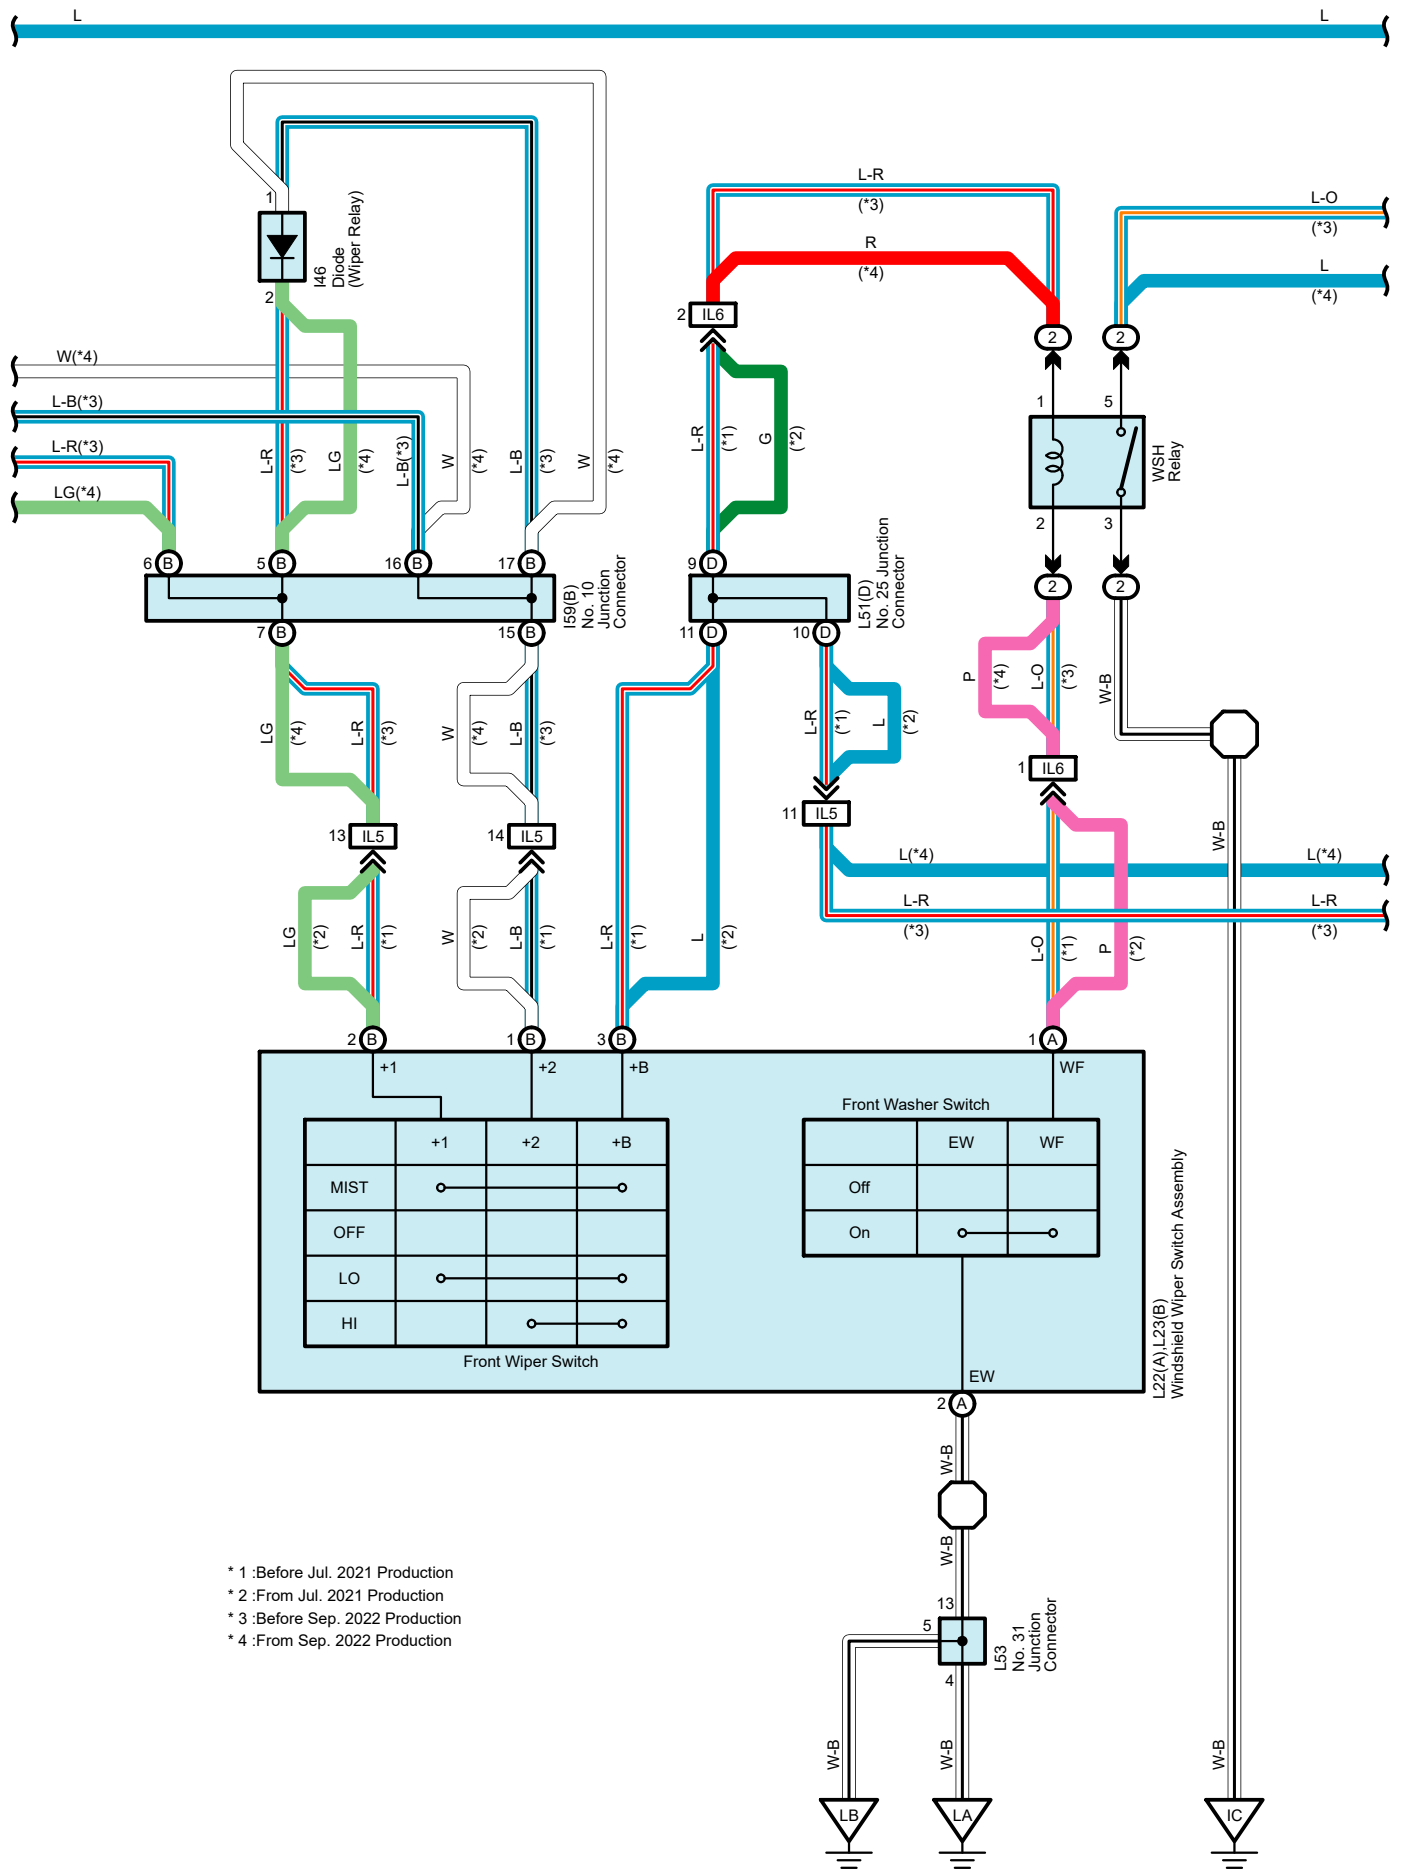 L
L
L-R
(*3)
L-O
(*3)
R
(*4)
L
(*4)
1
I46
Diode
(Wiper Relay)
2
2 IL6
2
2
W(*4)
L-B(*3)
L-R(*3)
LG(*4)
L-R
(*3)
LG
(*4)
L-B(*3)
W
(*4)
L-B
(*3)
W
(*4)
L-R
(*1)
G
(*2)
1
5
WSH
Relay
2
3
6 B
5 B
16 B
17 B
9 D
2
2
I59(B)
No. 10
Junction
Connector
L51(D)
No. 25 Junction
Connector
7 B
15 B
11 D
10 D
LG
(*4)
L-R
(*3)
W
(*4)
L-B
(*3)
L-R
(*1)
L
(*2)
P
(*4)
L-O
(*3)
W-B
1 IL6
13 IL5
14 IL5
11 IL5
W-B
L(*4)
L(*4)
L-R
(*3)
L-R
(*3)
LG
(*2)
L-R
(*1)
W
(*2)
L-B
(*1)
L-R
(*1)
L
(*2)
L-O
(*1)
P
(*2)
2 B
1 B
3 B
1 A
+1
+2
+B
WF
Front Washer Switch
+1 +2 +B
EW WF
MIST
Off
OFF
On
LO
HI
Front Wiper Switch
L22(A),L23(B)
Windshield Wiper Switch Assembly
EW
2 A
W-B
W-B
* 1 :Before Jul. 2021 Production
* 2 :From Jul. 2021 Production
* 3 :Before Sep. 2022 Production
* 4 :From Sep. 2022 Production
13
5
4
L53
No. 31
Junction
Connector
W-B
W-B
W-B
LB
LA
IC